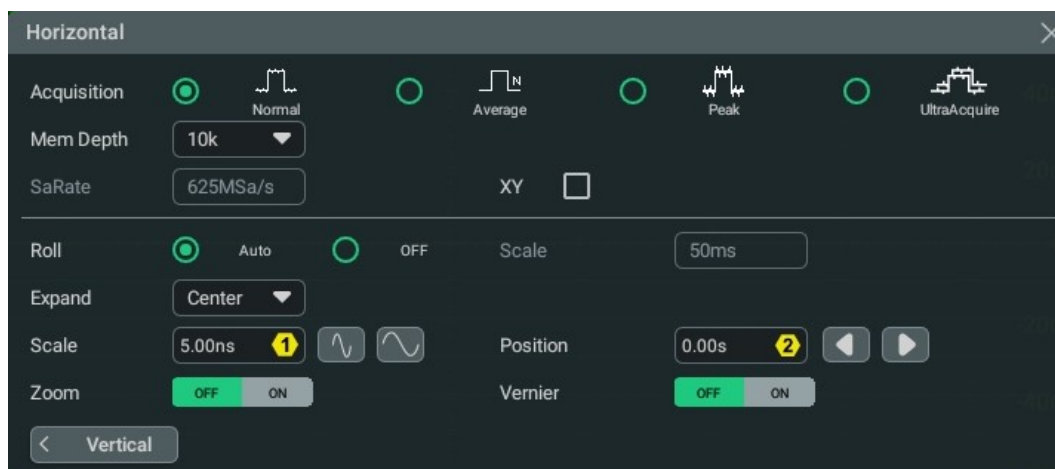 Horizontal
Acquisition Normal N Average Peak UltraAcquire
Mem Depth 10k
SaRate 625MSa/s XY
Roll Auto OFF Scale 50ms
Expand Center
Scale 5.00ns 1 Position 0.00s 2
Zoom OFF ON Vernier OFF ON
Vertical